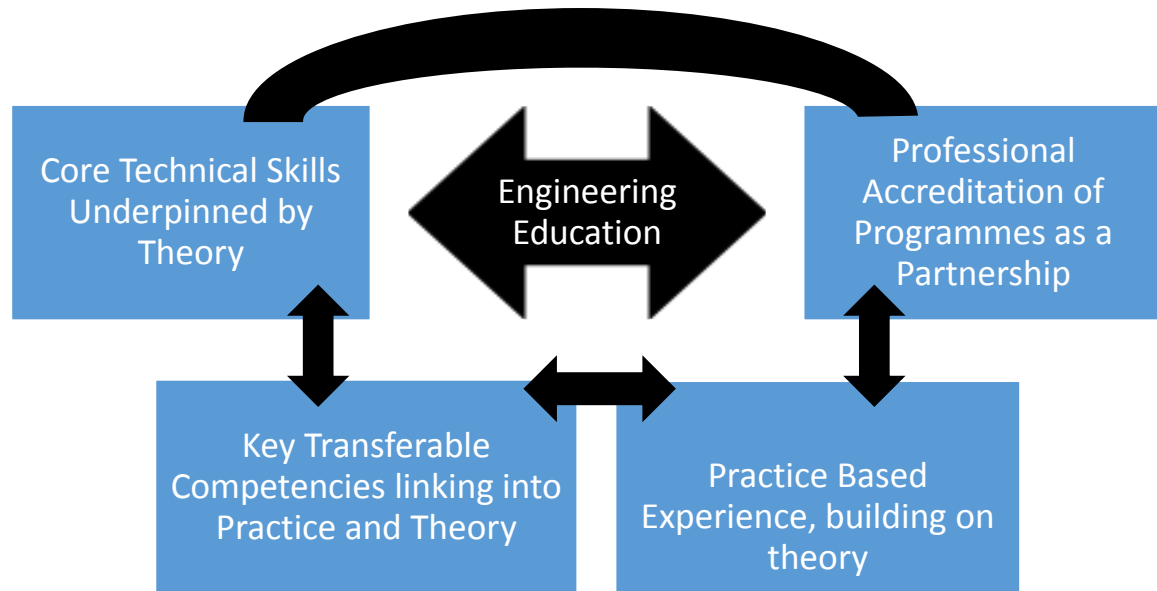 Core Technical Skills
Underpinned by
Theory
Engineering
Education
Professional
Accreditation of
Programmes as a
Partnership
Key Transferable
Competencies linking into
Practice and Theory
Practice Based
Experience, building on
theory